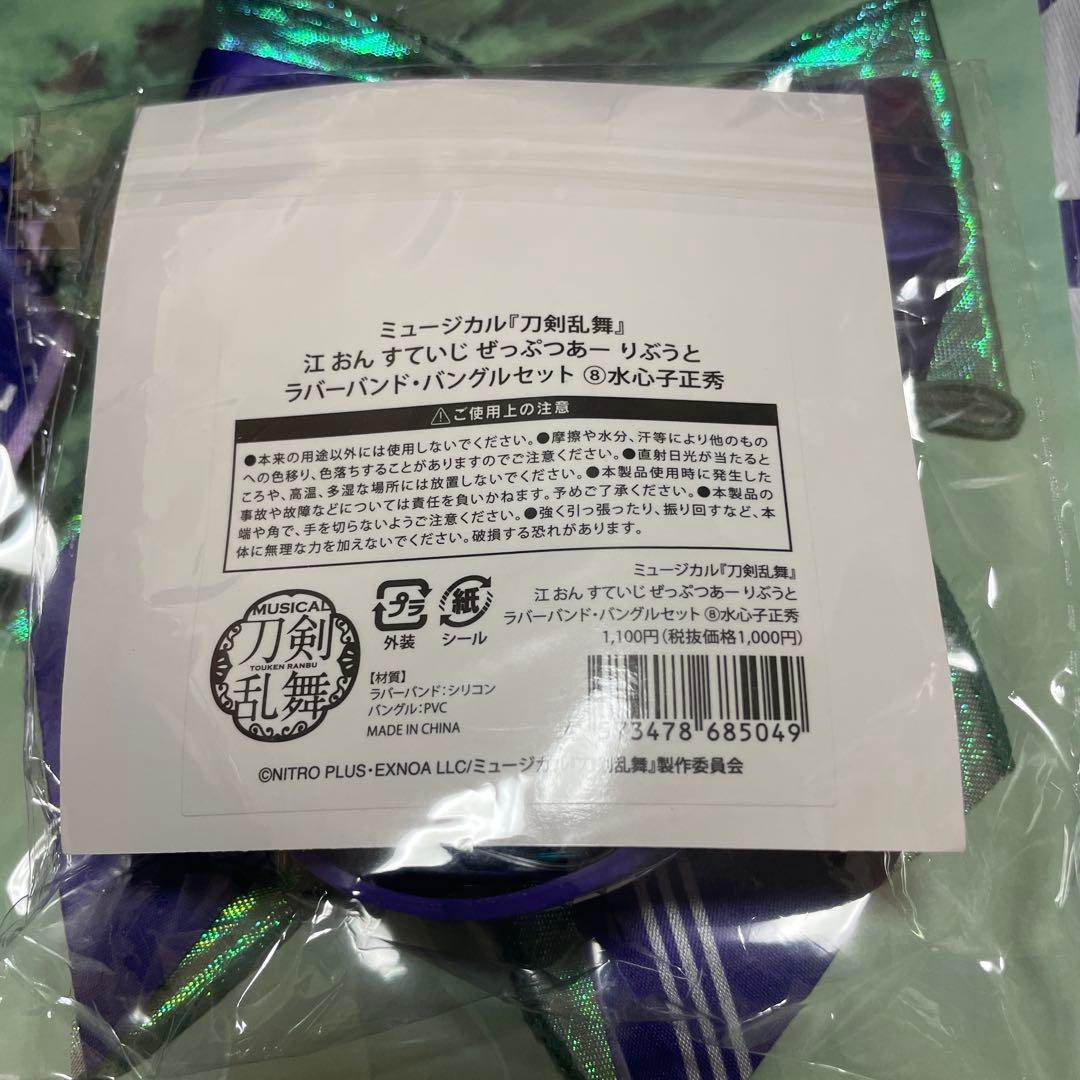 ミュージカル『刀剣乱舞』
江 おん すていじ ぜっぷつあー りぶうと
ラバーバンド・バングルセット ⑧水心子正秀
⚠ご使用上の注意
●本来の用途以外には使用しないでください。●摩擦や水分、汗等により他のもの
への色移り、色落ちすることがありますのでご注意ください。●直射日光が当たると
ころや、高温、多湿な場所には放置しないでください。●本製品使用時に発生した
事故や故障などについては責任を負いかねます。予めご了承ください。●本製品の
端や角で、手を切らないようご注意ください。●強く引っ張ったり、振り回すなど、本
体に無理な力を加えないでください。破損する恐れがあります。
ミュージカル『刀剣乱舞』
江 おん すていじ ぜっぷつあー りぶうと
ラバーバンド・バングルセット ⑧水心子正秀
1,100円(税抜価格1,000円)
プラ
外装
紙
シール
MUSICAL
刀剣
TOUKEN RANBU
乱舞
【材質】
ラバーバンド:シリコン
バングル:PVC
MADE IN CHINA
573478 685049
©NITRO PLUS・EXNOA LLC/ミュージカル『刀剣乱舞』製作委員会